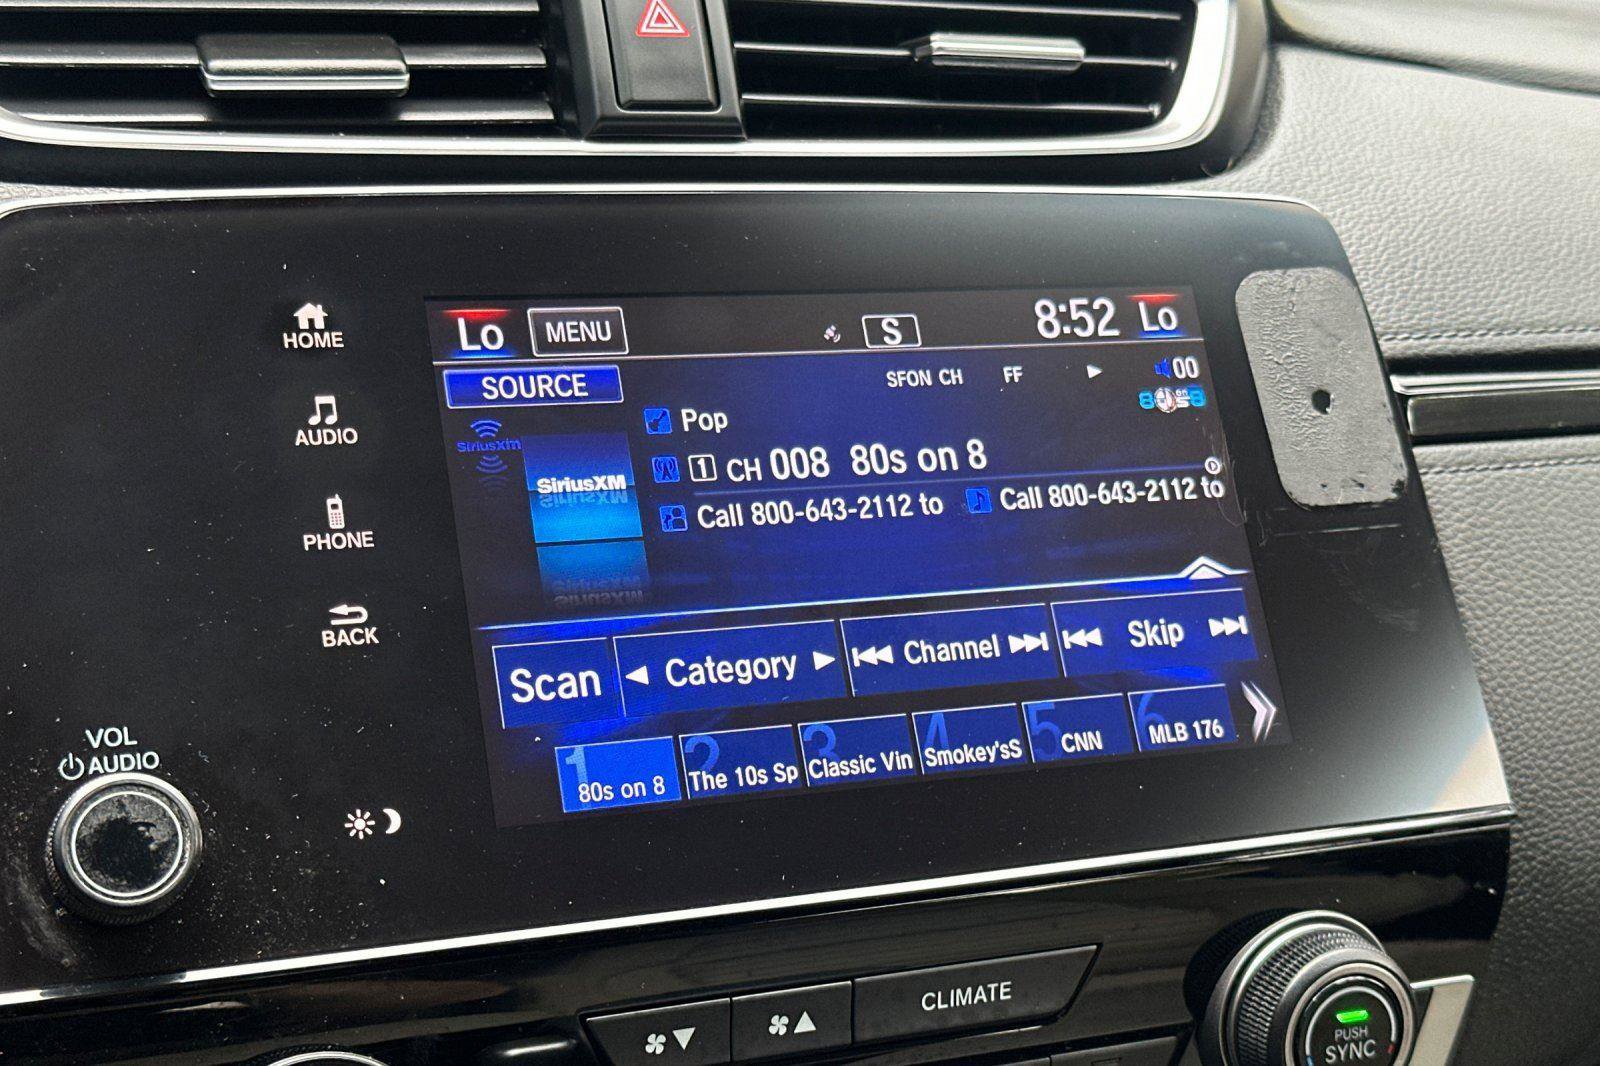 Lo
MENU
S
8:52
Lo
HOME
SOURCE
SFON CH
FF
00
80s on 8
AUDIO
SiriusXM
SiriusXM
Pop
1 CH 008 80s on 8
Call 800-643-2112 to
Call 800-643-2112 to
PHONE
BACK
Scan
Category
Channel
Skip
1 80s on 8
2 The 10s Sp
3 Classic Vin
4 Smokey'sS
5 CNN
6 MLB 176
VOL
AUDIO
CLIMATE
PUSH
SYNC